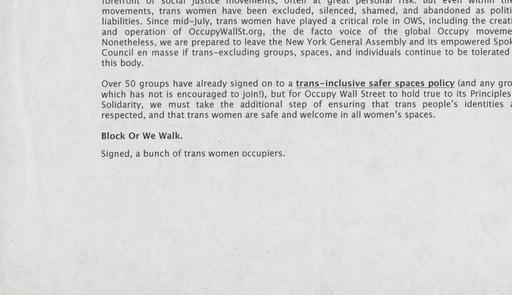 forefront of social justice movements, often at great personal risk. But even within
movements, trans women have been excluded, silenced, shamed, and abandoned as
liabilities. Since mid-July, trans women have played a critical role in OWS, including the
and operation of OccupyWallSt.org, the de facto voice of the global Occupy
Nonetheless, we are prepared to leave the New York General Assembly and its empowered
Council en masse if trans-excluding groups, spaces, and individuals continue to be tolerated
this body.
Over 50 groups have already signed on to a trans-inclusive safer spaces policy (and any
which has not is encouraged to join!), but for Occupy Wall Street to hold true to its Principles
Solidarity, we must take the additional step of ensuring that trans people's identities
respected, and that trans women are safe and welcome in all women's spaces.
Block Or We Walk.
Signed, a bunch of trans women occupiers.